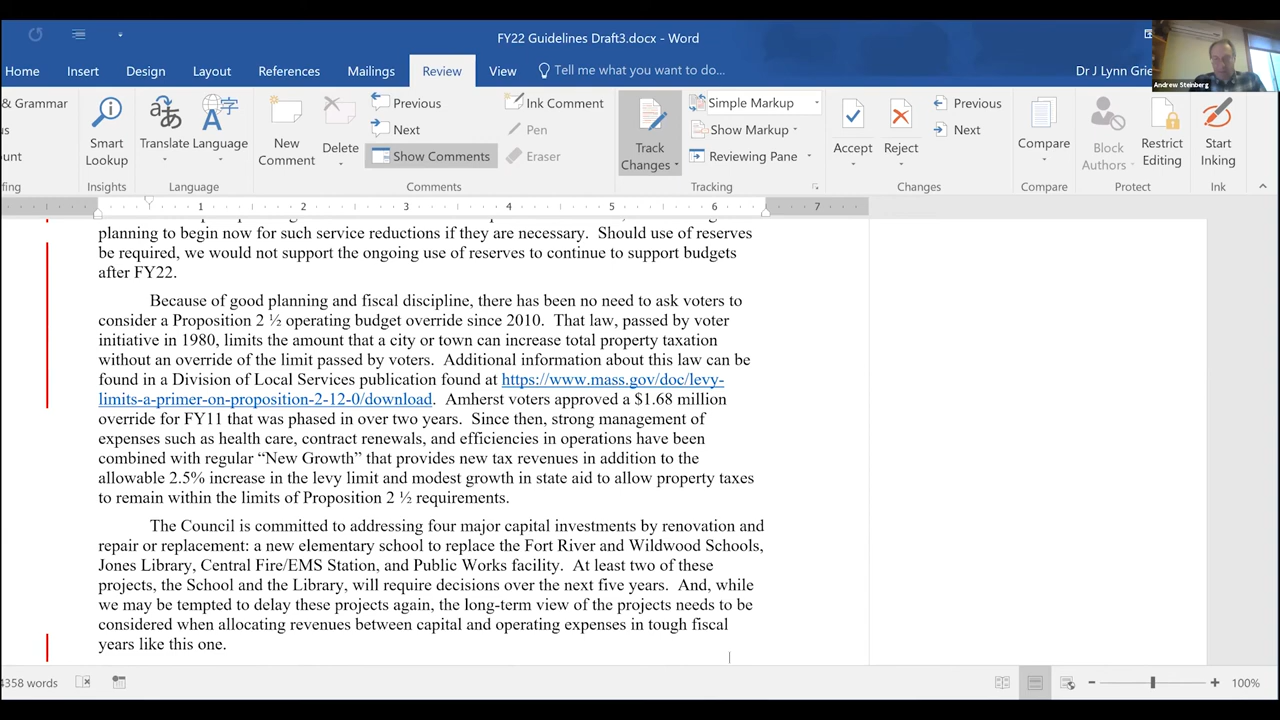 FY22 Guidelines Draft3.docx - Word
Andrew Steinberg
Home Insert Design Layout References Mailings Review View Tell me what you want to do... Dr J Lynn Grie
& Grammar
Smart Lookup
Insights
Translate Language
Language
New Comment
Delete
Previous
Next
Show Comments
Ink Comment
Pen
Eraser
Comments
Track Changes
Simple Markup
Show Markup
Reviewing Pane
Tracking
Accept
Reject
Previous
Next
Changes
Compare
Compare
Block Authors
Restrict Editing
Protect
Start Inking
Ink
1 2 3 4 5 6 7
planning to begin now for such service reductions if they are necessary. Should use of reserves
be required, we would not support the ongoing use of reserves to continue to support budgets
after FY22.
Because of good planning and fiscal discipline, there has been no need to ask voters to
consider a Proposition 2 ½ operating budget override since 2010. That law, passed by voter
initiative in 1980, limits the amount that a city or town can increase total property taxation
without an override of the limit passed by voters. Additional information about this law can be
found in a Division of Local Services publication found at https://www.mass.gov/doc/levy-
limits-a-primer-on-proposition-2-12-0/download. Amherst voters approved a $1.68 million
override for FY11 that was phased in over two years. Since then, strong management of
expenses such as health care, contract renewals, and efficiencies in operations have been
combined with regular “New Growth” that provides new tax revenues in addition to the
allowable 2.5% increase in the levy limit and modest growth in state aid to allow property taxes
to remain within the limits of Proposition 2 ½ requirements.
The Council is committed to addressing four major capital investments by renovation and
repair or replacement: a new elementary school to replace the Fort River and Wildwood Schools,
Jones Library, Central Fire/EMS Station, and Public Works facility. At least two of these
projects, the School and the Library, will require decisions over the next five years. And, while
we may be tempted to delay these projects again, the long-term view of the projects needs to be
considered when allocating revenues between capital and operating expenses in tough fiscal
years like this one.
4358 words
100%